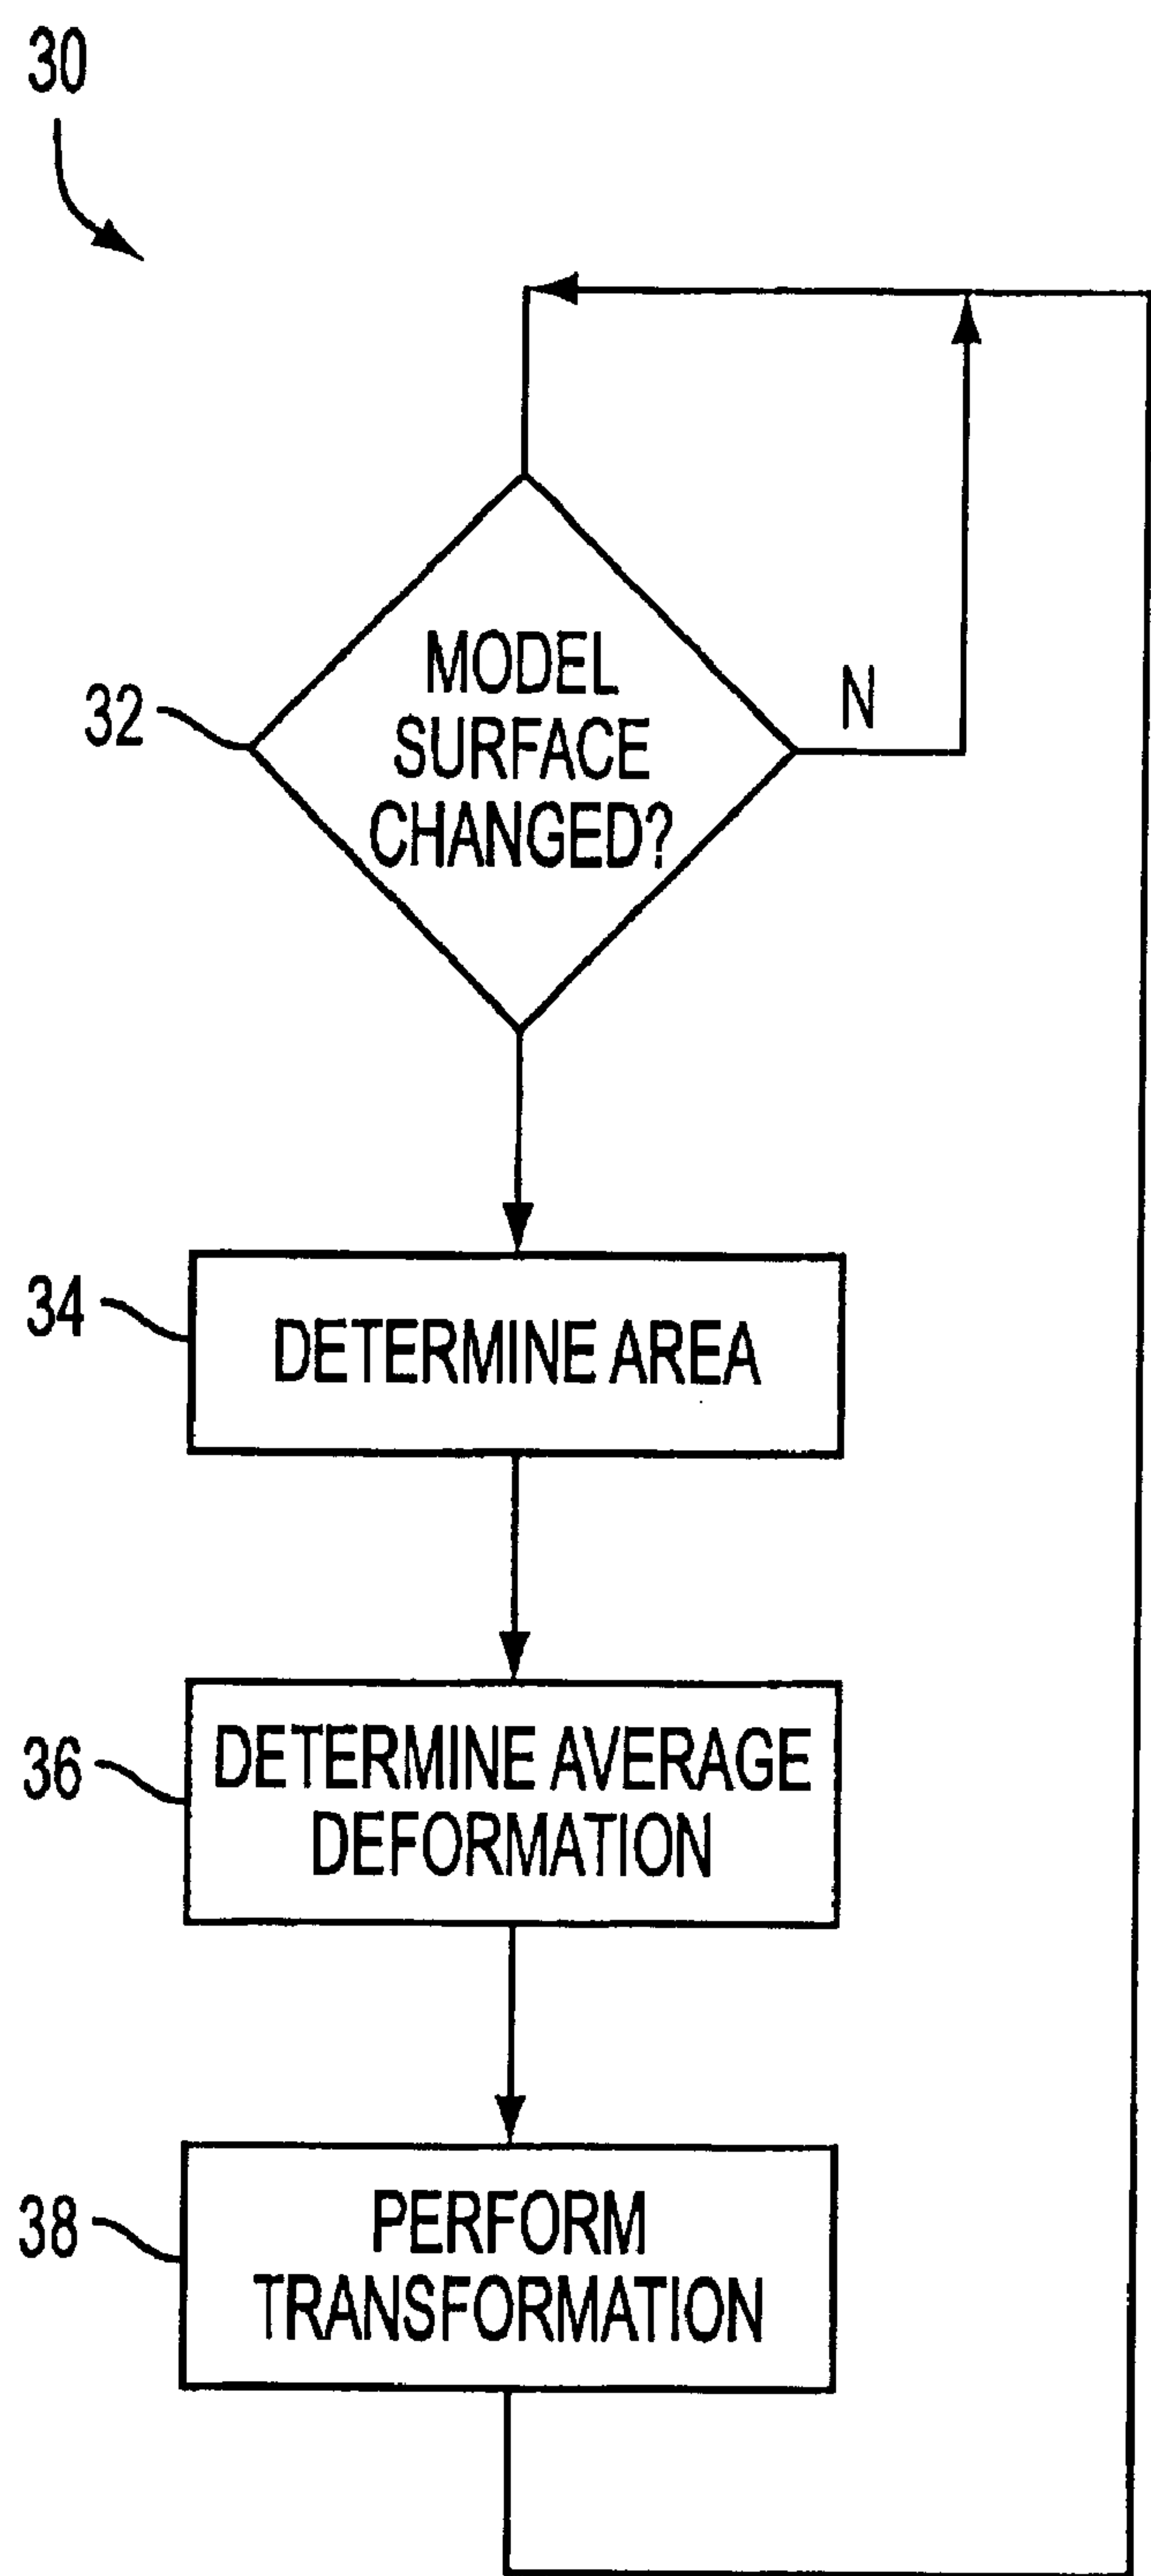 30
32
MODEL
SURFACE
CHANGED?
N
34
DETERMINE AREA
36
DETERMINE AVERAGE
DEFORMATION
38
PERFORM
TRANSFORMATION